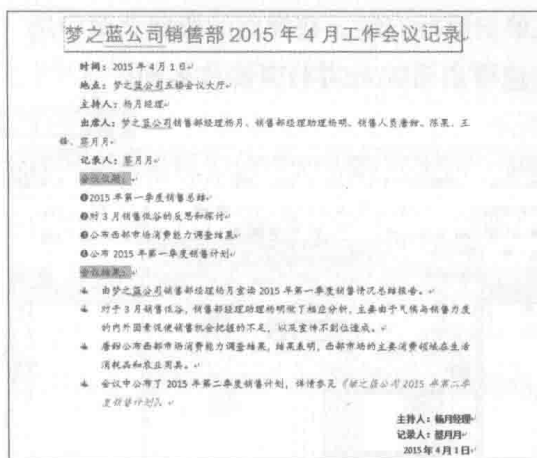 梦之蓝公司销售部 2015 年 4 月工作会议记录
时间：2015 年 4 月 1 日
地点：梦之蓝公司五楼会议大厅
主持人：杨月经理
出席人：梦之蓝公司销售部经理杨月、销售部经理助理杨明、销售人员唐柳、陈果、王
月月
记录人：月月
会议议题：
❶2015 年第一季度销售总结
❷对 3 月销售低谷的反思和探讨
❸公布西部市场消费能力调查结果
❹公布 2015 年第一季度销售计划
会议结果：
由梦之蓝公司销售部经理杨月宣读 2015 年第一季度销售情况总结报告。
对于 3 月销售低谷，销售部经理助理杨明做了相应分析，主要由于气候与销售力度
的内外因素促使销售机会把握的不足，以及宣传不到位造成。
唐柳公布西部市场消费能力调查结果，结果表明，西部市场的主要消费领域在生活
消耗品和农业用具。
会议中公布了 2015 年第二季度销售计划，详情参见《梦之蓝公司 2015 年第二季
度销售计划》。
主持人：杨月经理
记录人：月月
2015 年 4 月 1 日